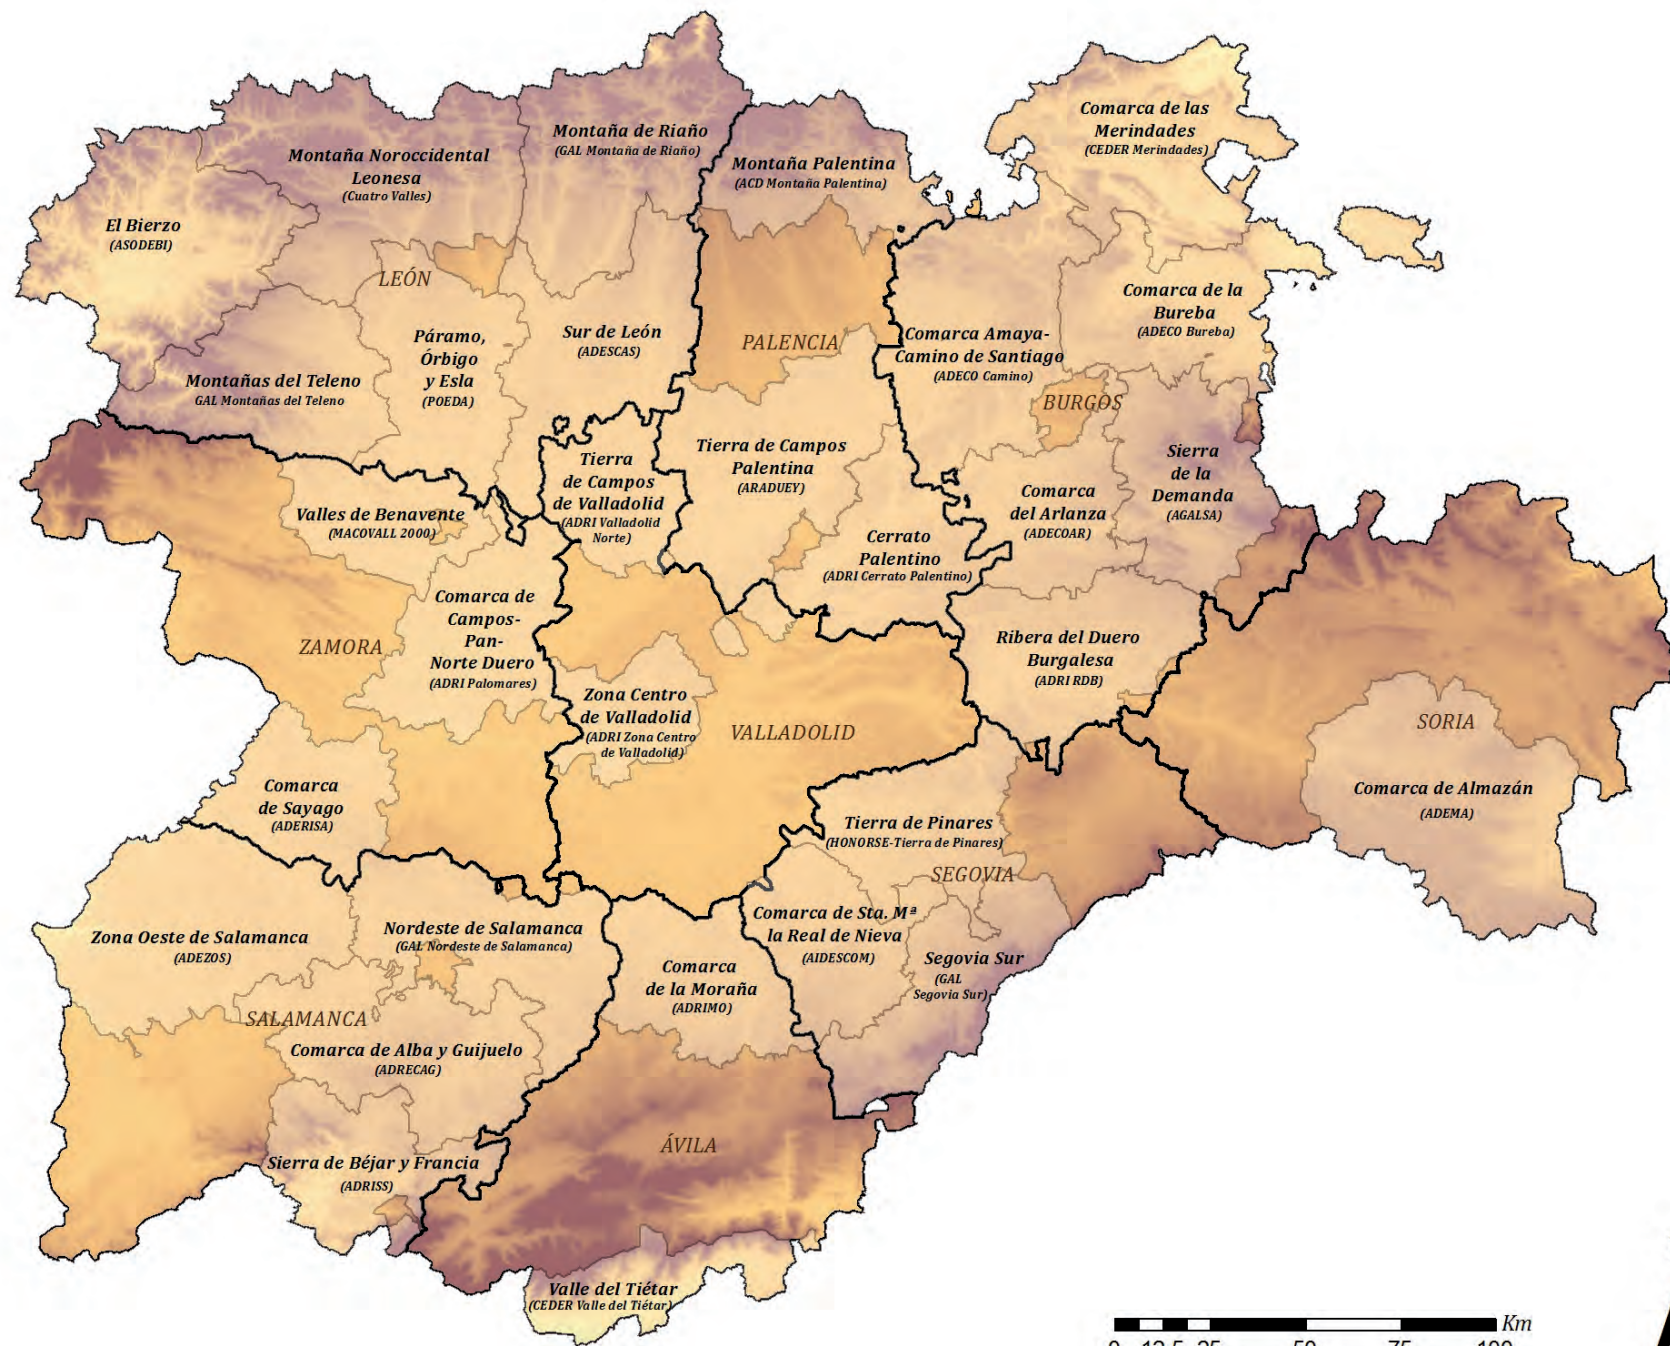 Comarca de las
Merindades
(CEDER Merindades)
Montaña de Riaño
(GAL Montaña de Riaño)
Montaña Noroccidental
Leonesa
(Cuatro Valles)
Montaña Palentina
(ACD Montaña Palentina)
El Bierzo
(ASODEBI)
LEÓN
Comarca de la
Bureba
(ADECO Bureba)
Páramo,
Órbigo
y Esla
(POEDA)
Sur de León
(ADESCAS)
PALENCIA
Comarca Amaya-
Camino de Santiago
(ADECO Camino)
Montañas del Teleno
GAL Montañas del Teleno
BURGOS
Tierra de Campos
Palentina
(ARADUEY)
Tierra
de Campos
de Valladolid
(ADRI Valladolid
Norte)
Sierra
de la
Demanda
(AGALSA)
Comarca
del Arlanza
(ADECOAR)
Valles de Benavente
(MACOVALL 2000)
Cerrato
Palentino
(ADRI Cerrato Palentino)
Comarca de
Campos-
Pan-
Norte Duero
(ADRI Palomares)
ZAMORA
Ribera del Duero
Burgalesa
(ADRI RDB)
Zona Centro
de Valladolid
(ADRI Zona Centro
de Valladolid)
VALLADOLID
SORIA
Comarca
de Sayago
(ADERISA)
Comarca de Almazán
(ADEMA)
Tierra de Pinares
(HONORSE-Tierra de Pinares)
SEGOVIA
Comarca de Sta. Mª
la Real de Nieva
(AIDESCOM)
Nordeste de Salamanca
(GAL Nordeste de Salamanca)
Zona Oeste de Salamanca
(ADEZOS)
Segovia Sur
(GAL
Segovia Sur)
Comarca
de la Moraña
(ADRIMO)
SALAMANCA
Comarca de Alba y Guijuelo
(ADRECAG)
ÁVILA
Sierra de Béjar y Francia
(ADRISS)
Valle del Tiétar
(CEDER Valle del Tiétar)
Km
0 12,5 25 50 75 100